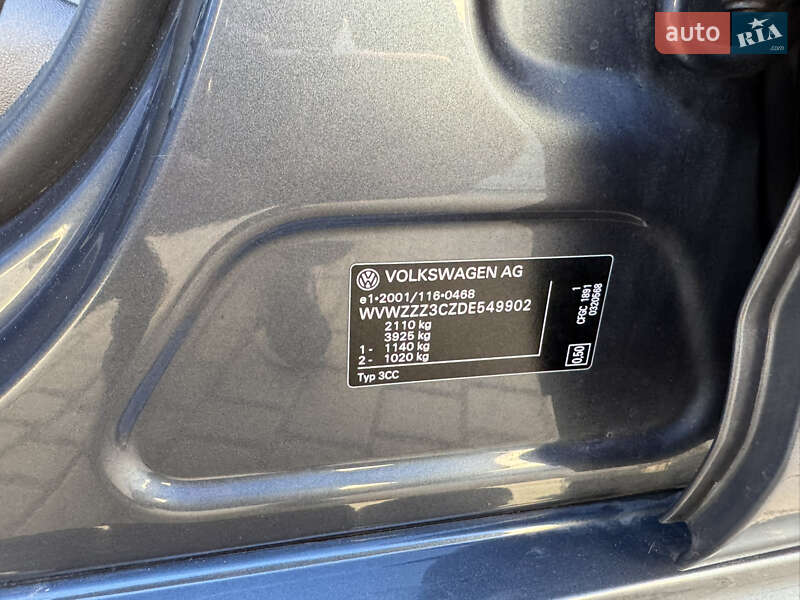 auto RIA
.com
VOLKSWAGEN AG
e1*2001/116*0468
WVWZZZ3CZDE549902
2110 kg
3925 kg
1 - 1140 kg
2 - 1020 kg
Typ 3CC
1
CFGC 1891
0320568
0,50